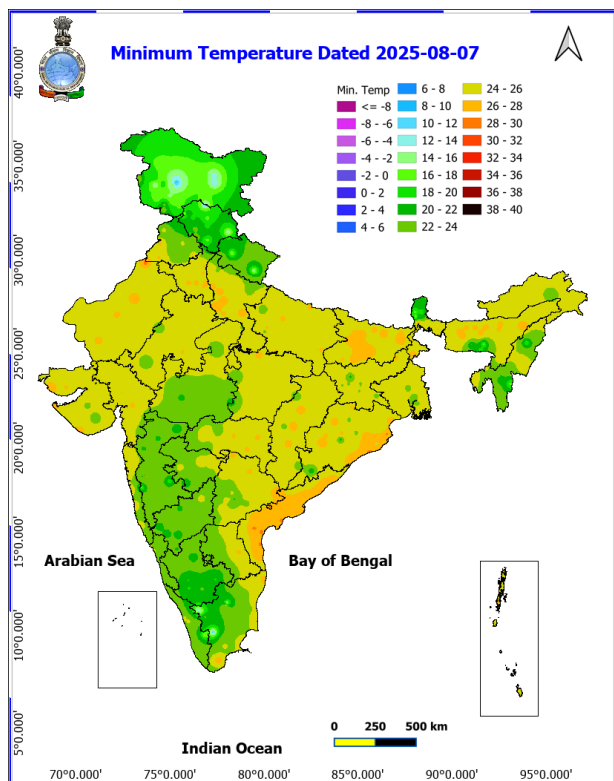 Minimum Temperature Dated 2025-08-07
Min. Temp
<= -8
-8 - -6
-6 - -4
-4 - -2
-2 - 0
0 - 2
2 - 4
4 - 6
6 - 8
8 - 10
10 - 12
12 - 14
14 - 16
16 - 18
18 - 20
20 - 22
22 - 24
24 - 26
26 - 28
28 - 30
30 - 32
32 - 34
34 - 36
36 - 38
38 - 40
40°0.000'
35°0.000'
30°0.000'
25°0.000'
20°0.000'
15°0.000'
10°0.000'
5°0.000'
Arabian Sea
Bay of Bengal
0 250 500 km
Indian Ocean
70°0.000' 75°0.000' 80°0.000' 85°0.000' 90°0.000' 95°0.000'